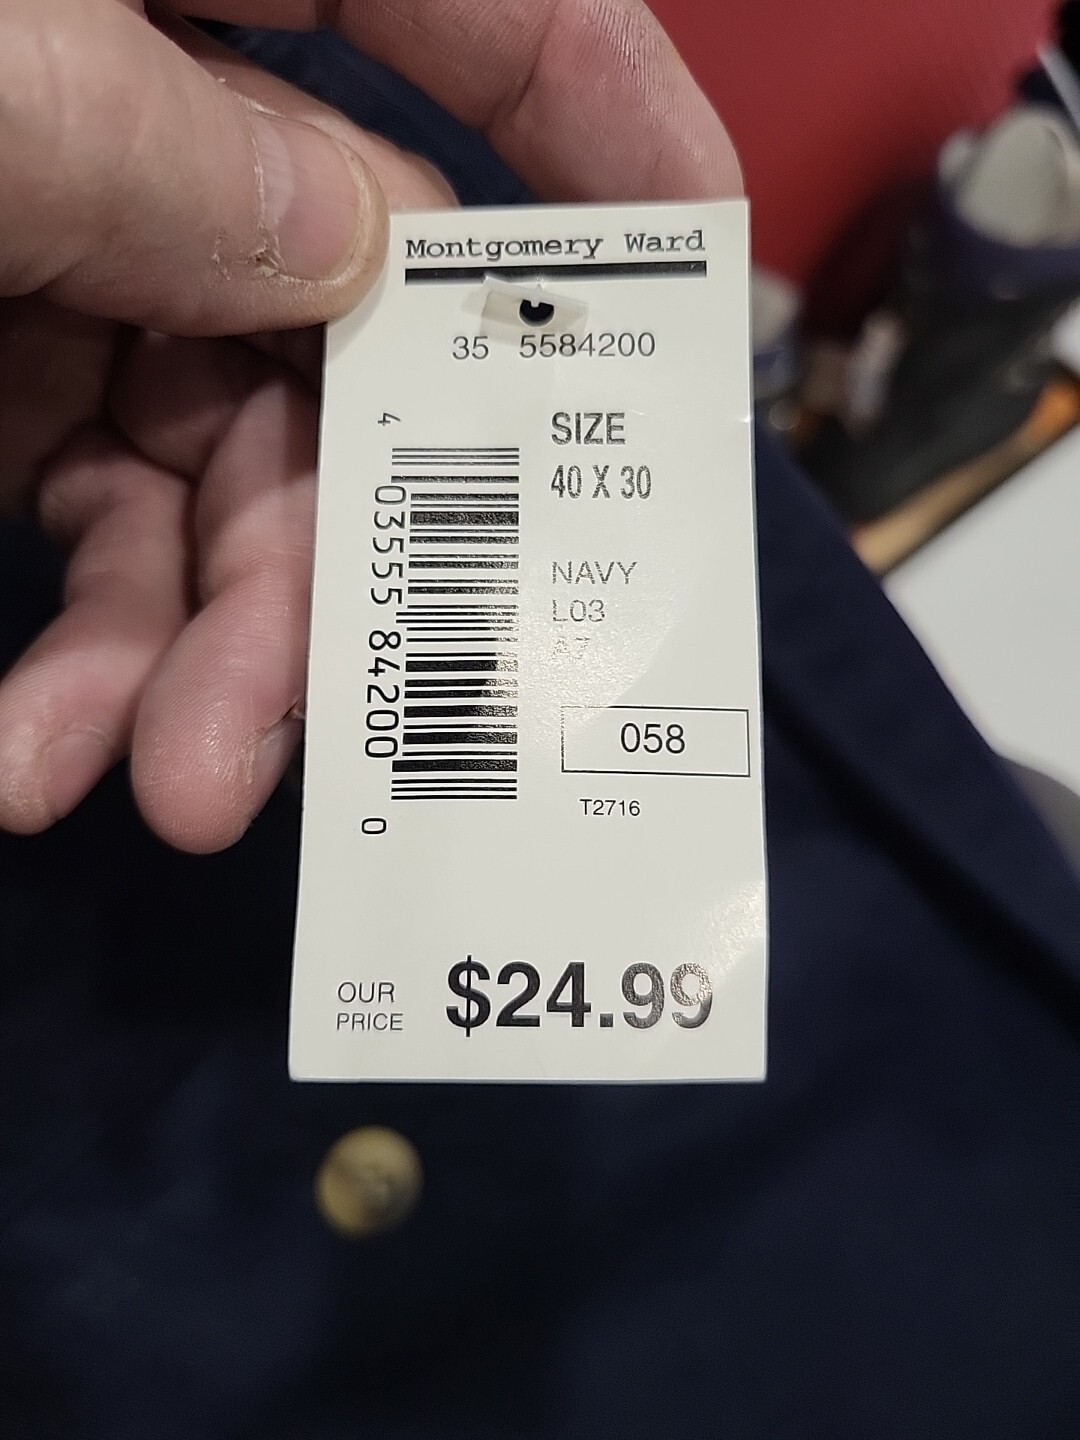 Montgomery Ward
35 5584200
SIZE
40 X 30
NAVY
L03
4 03555 84200 0
058
T2716
OUR
PRICE
$24.99